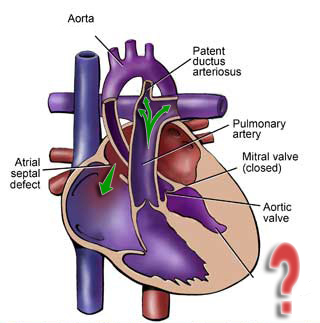 Aorta
Patent
ductus
arteriosus
Pulmonary
artery
Mitral valve
(closed)
Atrial
septal
defect
Aortic
valve
?